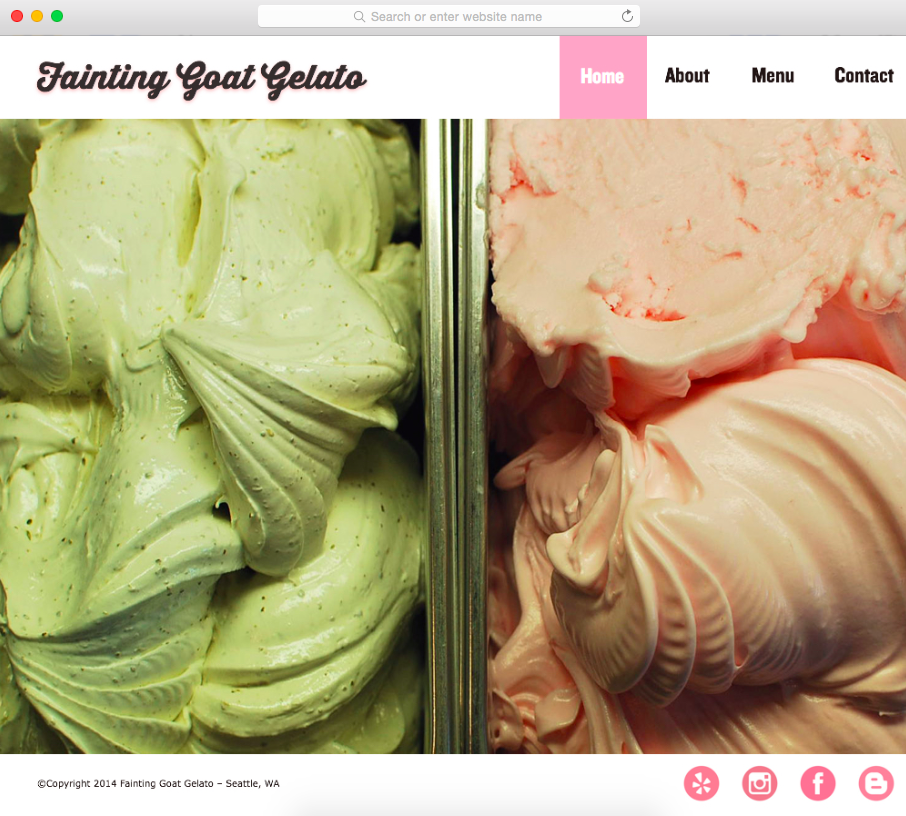 Search or enter website name
Fainting Goat Gelato
Home About Menu Contact
©Copyright 2014 Fainting Goat Gelato – Seattle, WA